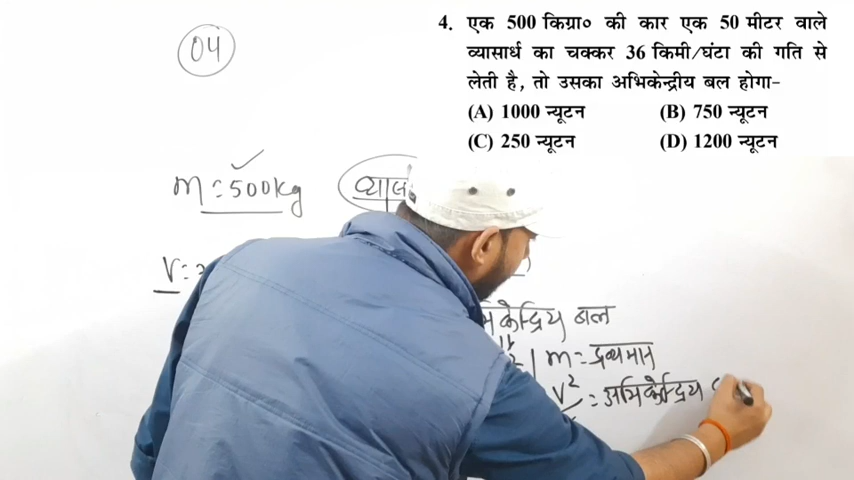 04
4. एक 500 किग्रा० की कार एक 50 मीटर वाले
व्यासार्ध का चक्कर 36 किमी/घंटा की गति से
लेती है, तो उसका अभिकेन्द्रीय बल होगा-
(A) 1000 न्यूटन (B) 750 न्यूटन
(C) 250 न्यूटन (D) 1200 न्यूटन
m = 500kg
V =
केन्द्रिय बल
m = द्रव्यमान
V² = अभिकेन्द्रिय